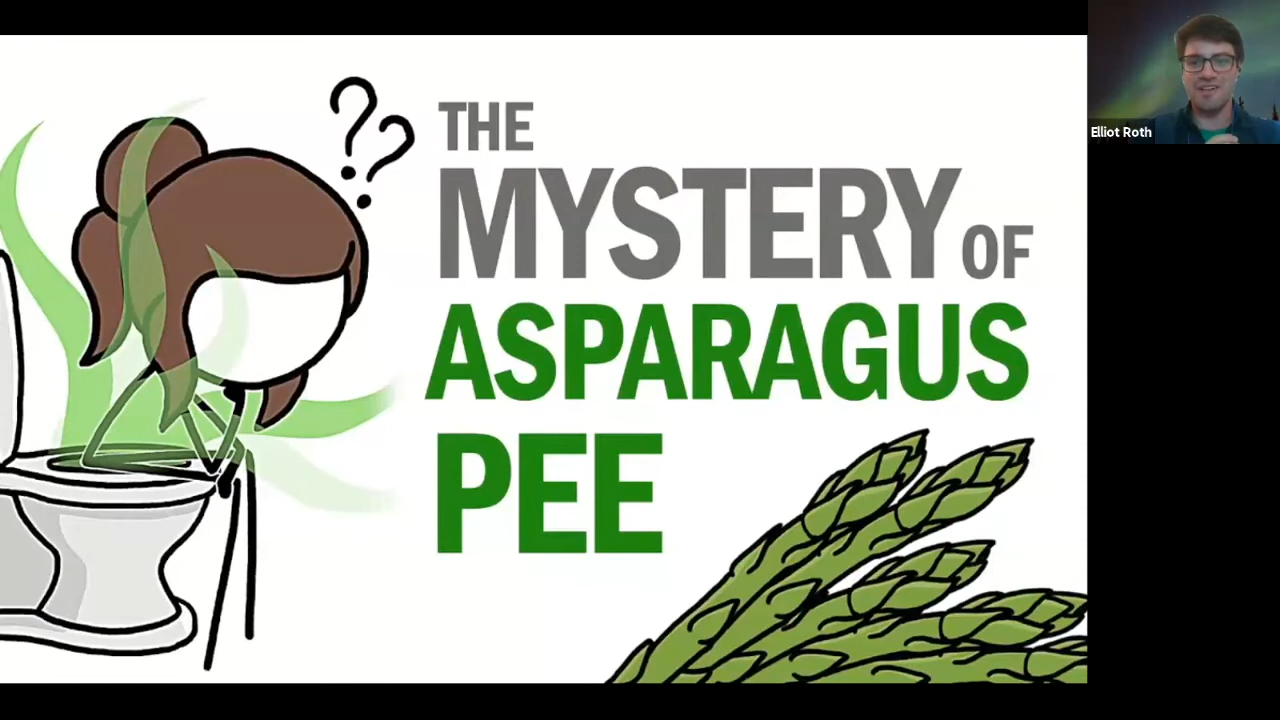 ??
THE
MYSTERY OF
ASPARAGUS
PEE
Elliot Roth